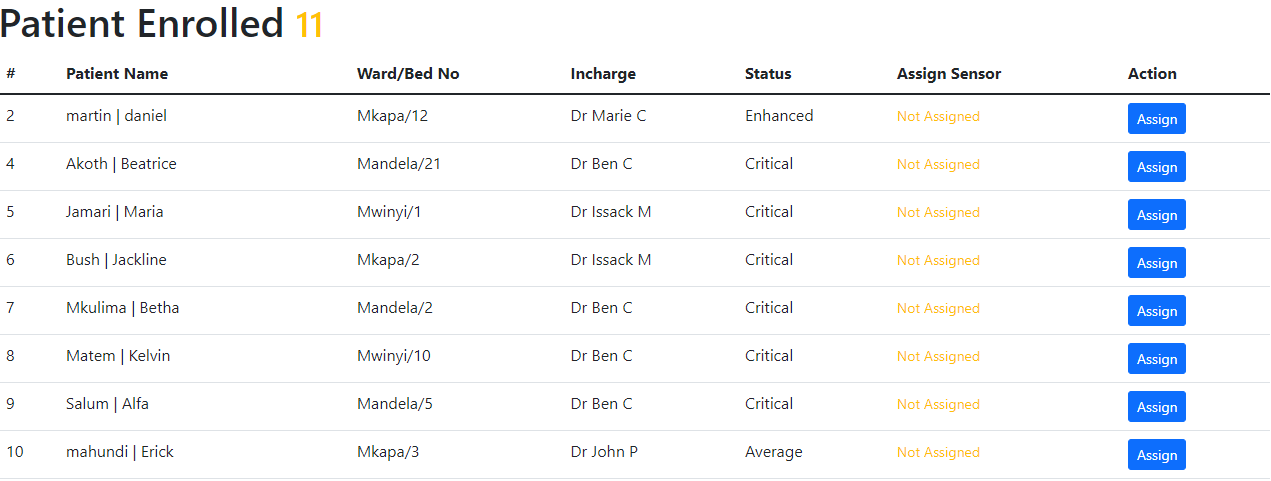 Patient Enrolled 11
# Patient Name Ward/Bed No Incharge Status Assign Sensor Action
2 martin | daniel Mkapa/12 Dr Marie C Enhanced Not Assigned Assign
4 Akoth | Beatrice Mandela/21 Dr Ben C Critical Not Assigned Assign
5 Jamari | Maria Mwinyi/1 Dr Issack M Critical Not Assigned Assign
6 Bush | Jackline Mkapa/2 Dr Issack M Critical Not Assigned Assign
7 Mkulima | Betha Mandela/2 Dr Ben C Critical Not Assigned Assign
8 Matem | Kelvin Mwinyi/10 Dr Ben C Critical Not Assigned Assign
9 Salum | Alfa Mandela/5 Dr Ben C Critical Not Assigned Assign
10 mahundi | Erick Mkapa/3 Dr John P Average Not Assigned Assign